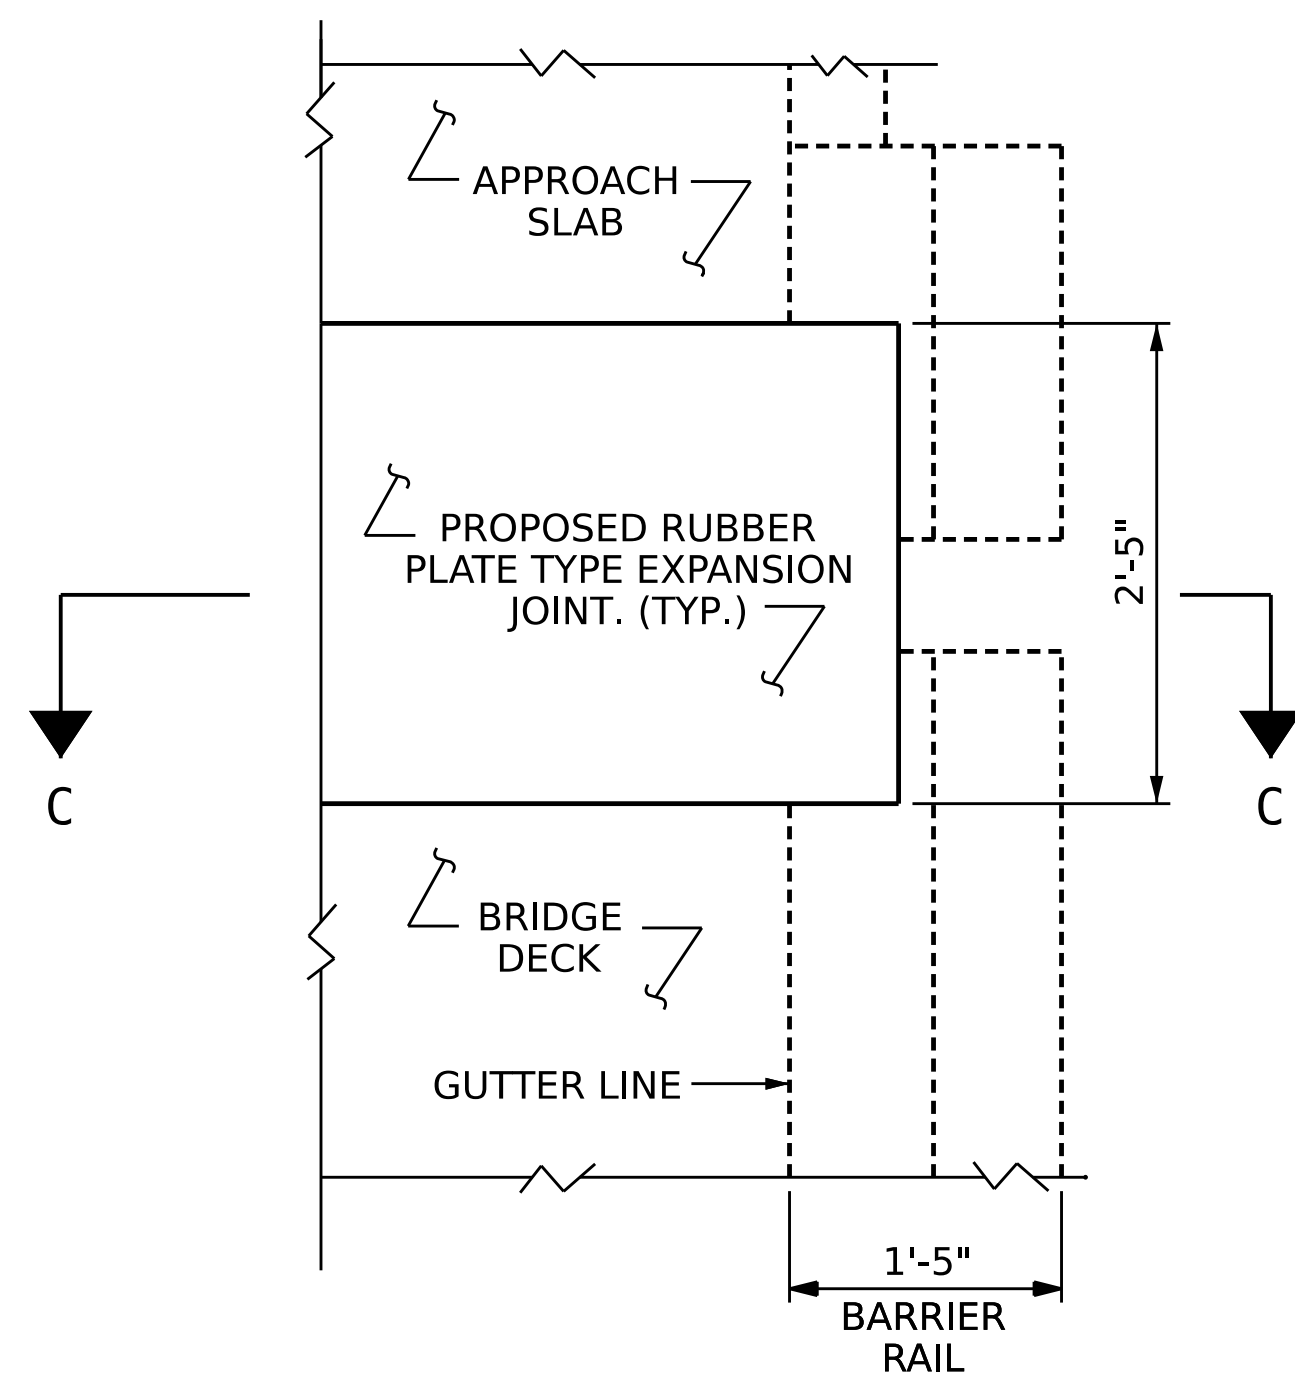 APPROACH
SLAB
PROPOSED RUBBER
PLATE TYPE EXPANSION
JOINT. (TYP.)
2'-5"
C
C
BRIDGE
DECK
GUTTER LINE
1'-5"
BARRIER
RAIL